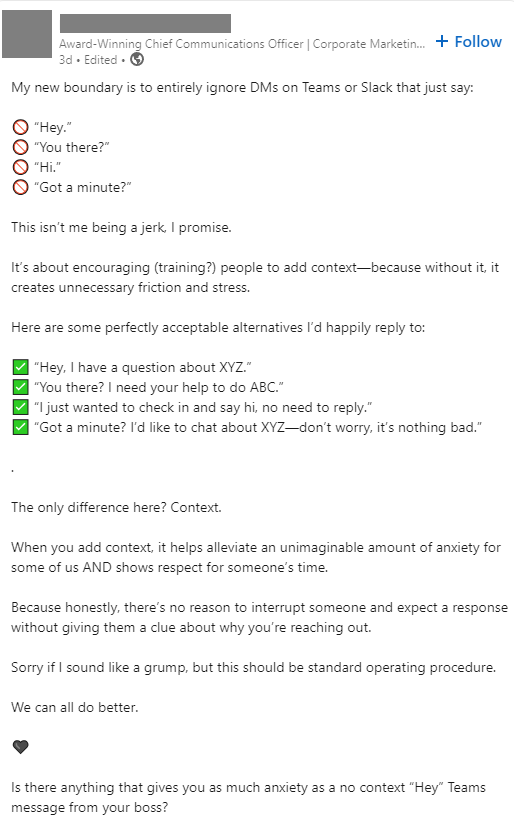 Award-Winning Chief Communications Officer | Corporate Marketin...
+ Follow
3d • Edited •
My new boundary is to entirely ignore DMs on Teams or Slack that just say:
🚫 “Hey.”
🚫 “You there?”
🚫 “Hi.”
🚫 “Got a minute?”
This isn’t me being a jerk, I promise.
It’s about encouraging (training?) people to add context—because without it, it
creates unnecessary friction and stress.
Here are some perfectly acceptable alternatives I’d happily reply to:
✅ “Hey, I have a question about XYZ.”
✅ “You there? I need your help to do ABC.”
✅ “I just wanted to check in and say hi, no need to reply.”
✅ “Got a minute? I’d like to chat about XYZ—don’t worry, it’s nothing bad.”
.
The only difference here? Context.
When you add context, it helps alleviate an unimaginable amount of anxiety for
some of us AND shows respect for someone’s time.
Because honestly, there’s no reason to interrupt someone and expect a response
without giving them a clue about why you’re reaching out.
Sorry if I sound like a grump, but this should be standard operating procedure.
We can all do better.
🖤
Is there anything that gives you as much anxiety as a no context “Hey” Teams
message from your boss?